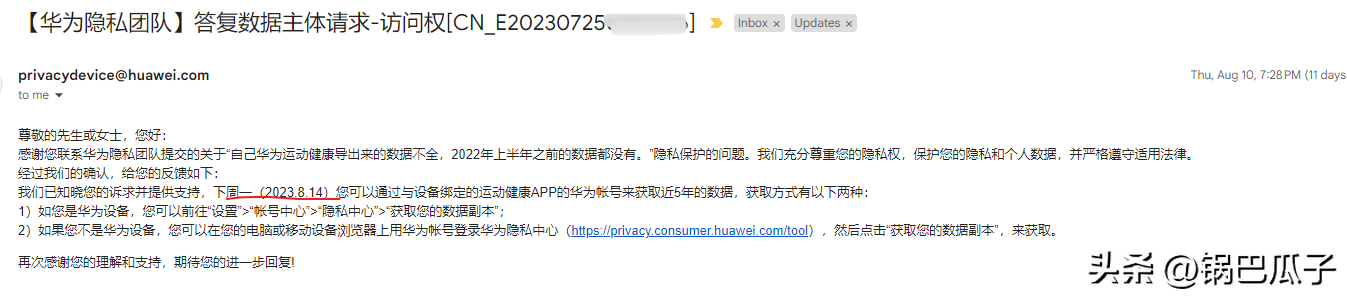 【华为隐私团队】答复数据主体请求-访问权[CN_E20230725 ]
Inbox ×
Updates ×
privacydevice@huawei.com
Thu, Aug 10, 7:28 PM (11 days
to me
尊敬的先生或女士，您好：
感谢您联系华为隐私团队提交的关于“自己华为运动健康导出来的数据不全，2022年上半年之前的数据都没有。”隐私保护的问题。我们充分尊重您的隐私权，保护您的隐私和个人数据，并严格遵守适用法律。
经过我们的确认，给您的反馈如下：
我们已知晓您的诉求并提供支持，下周一（2023.8.14）您可以通过与设备绑定的运动健康APP的华为帐号来获取近5年的数据，获取方式有以下两种：
1）如您是华为设备，您可以前往“设置”>“帐号中心”>“隐私中心”>“获取您的数据副本”；
2）如果您不是华为设备，您可以在您的电脑或移动设备浏览器上用华为帐号登录华为隐私中心（https://privacy.consumer.huawei.com/tool），然后点击“获取您的数据副本”，来获取。
再次感谢您的理解和支持，期待您的进一步回复!
头条 @锅巴瓜子